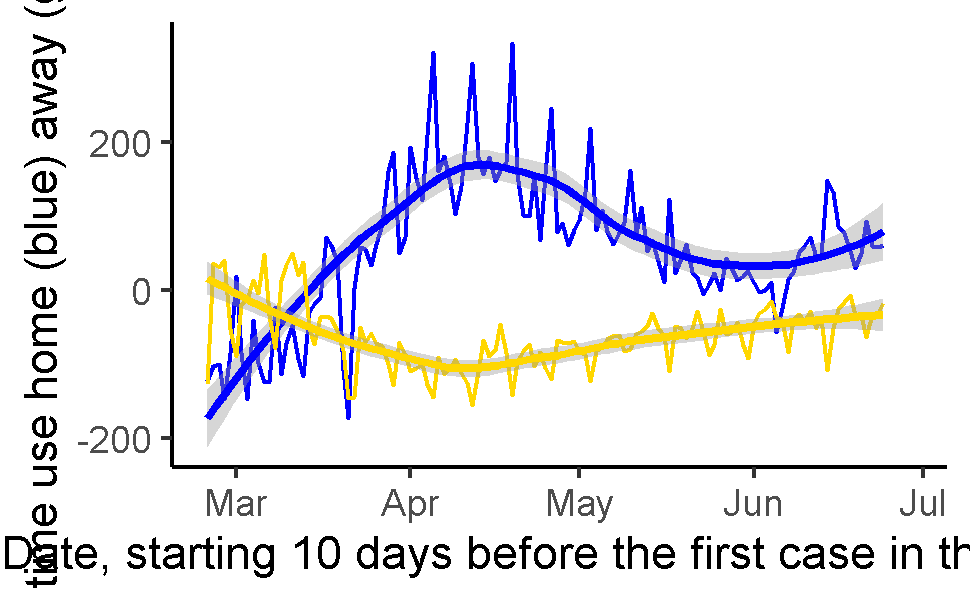 time use home (blue) away (
200
0
-200
Mar Apr May Jun Jul
Date, starting 10 days before the first case in th